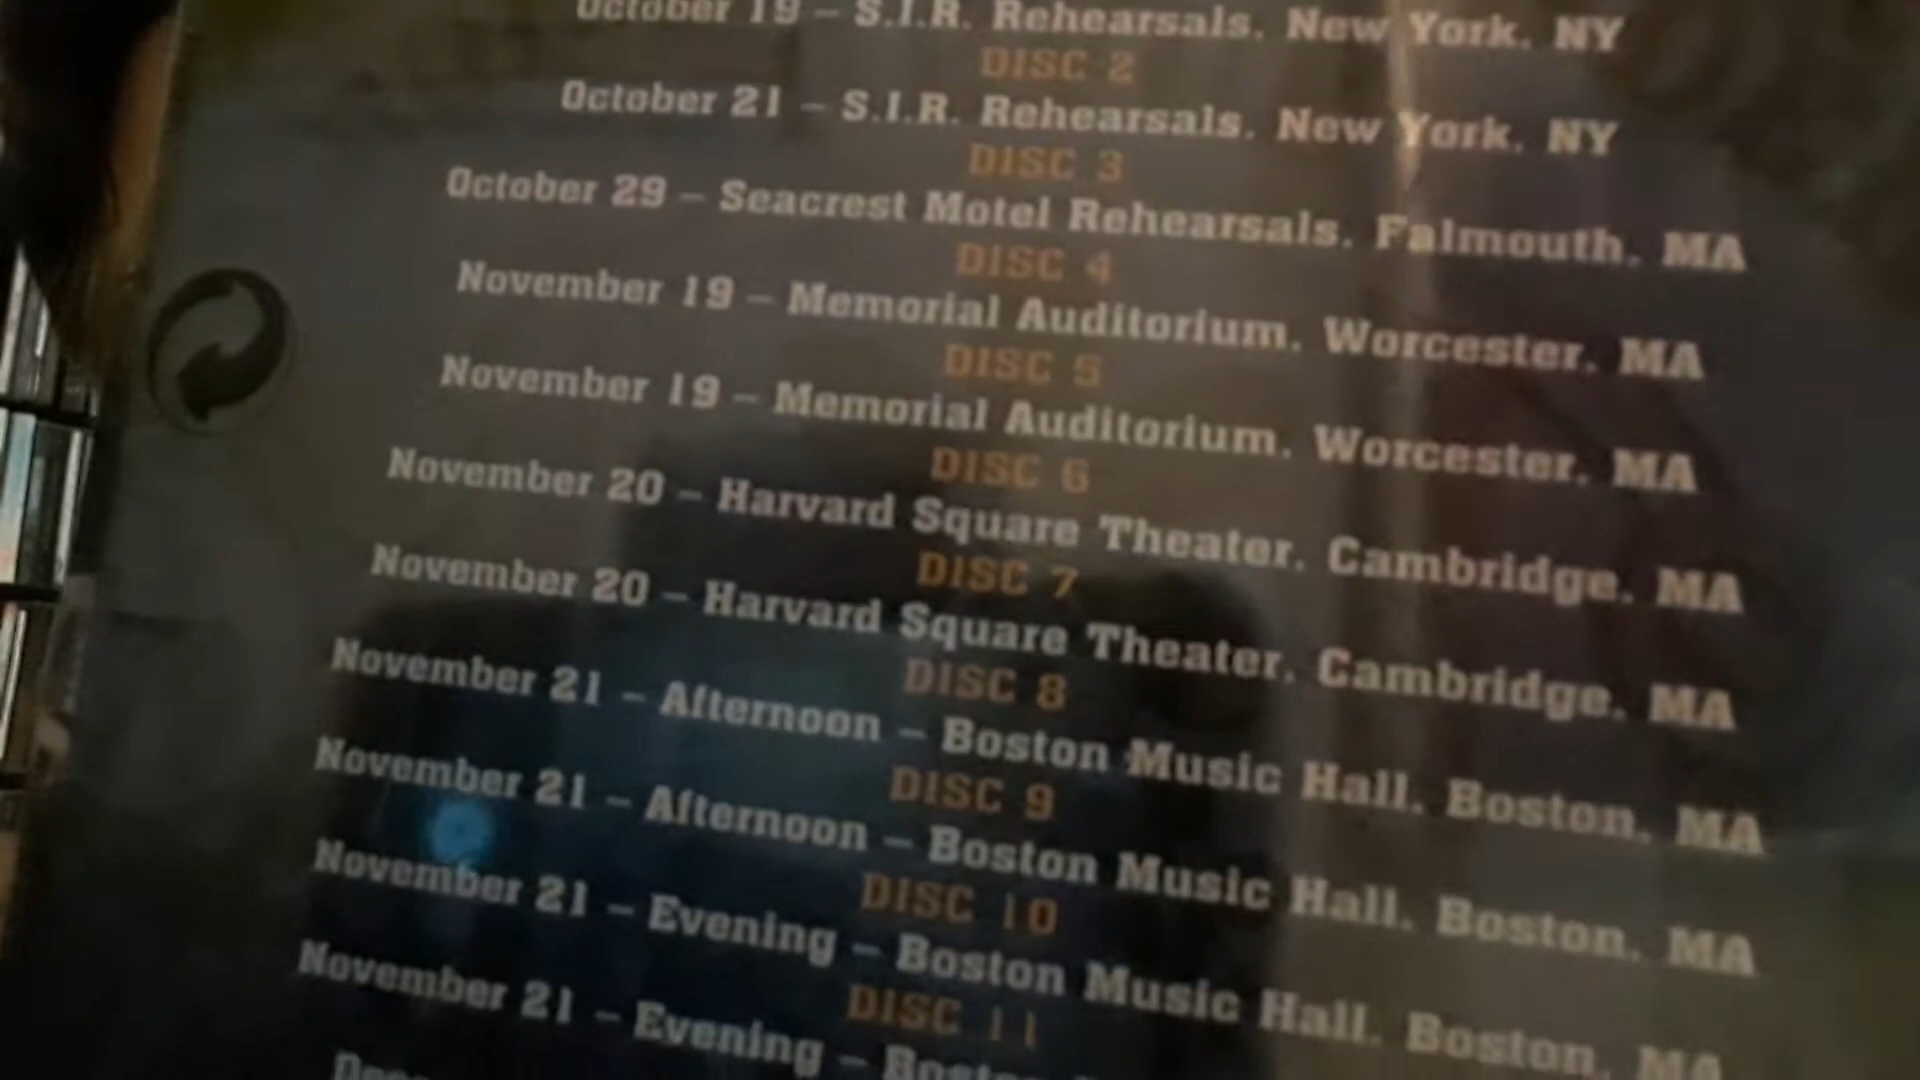 October 19 – S.I.R. Rehearsals, New York, NY
DISC 2
October 21 – S.I.R. Rehearsals, New York, NY
DISC 3
October 29 – Seacrest Motel Rehearsals, Falmouth, MA
DISC 4
November 19 – Memorial Auditorium, Worcester, MA
DISC 5
November 19 – Memorial Auditorium, Worcester, MA
DISC 6
November 20 – Harvard Square Theater, Cambridge, MA
DISC 7
November 20 – Harvard Square Theater, Cambridge, MA
DISC 8
November 21 – Afternoon – Boston Music Hall, Boston, MA
DISC 9
November 21 – Afternoon – Boston Music Hall, Boston, MA
DISC 10
November 21 – Evening – Boston Music Hall, Boston, MA
DISC 11
November 21 – Evening –